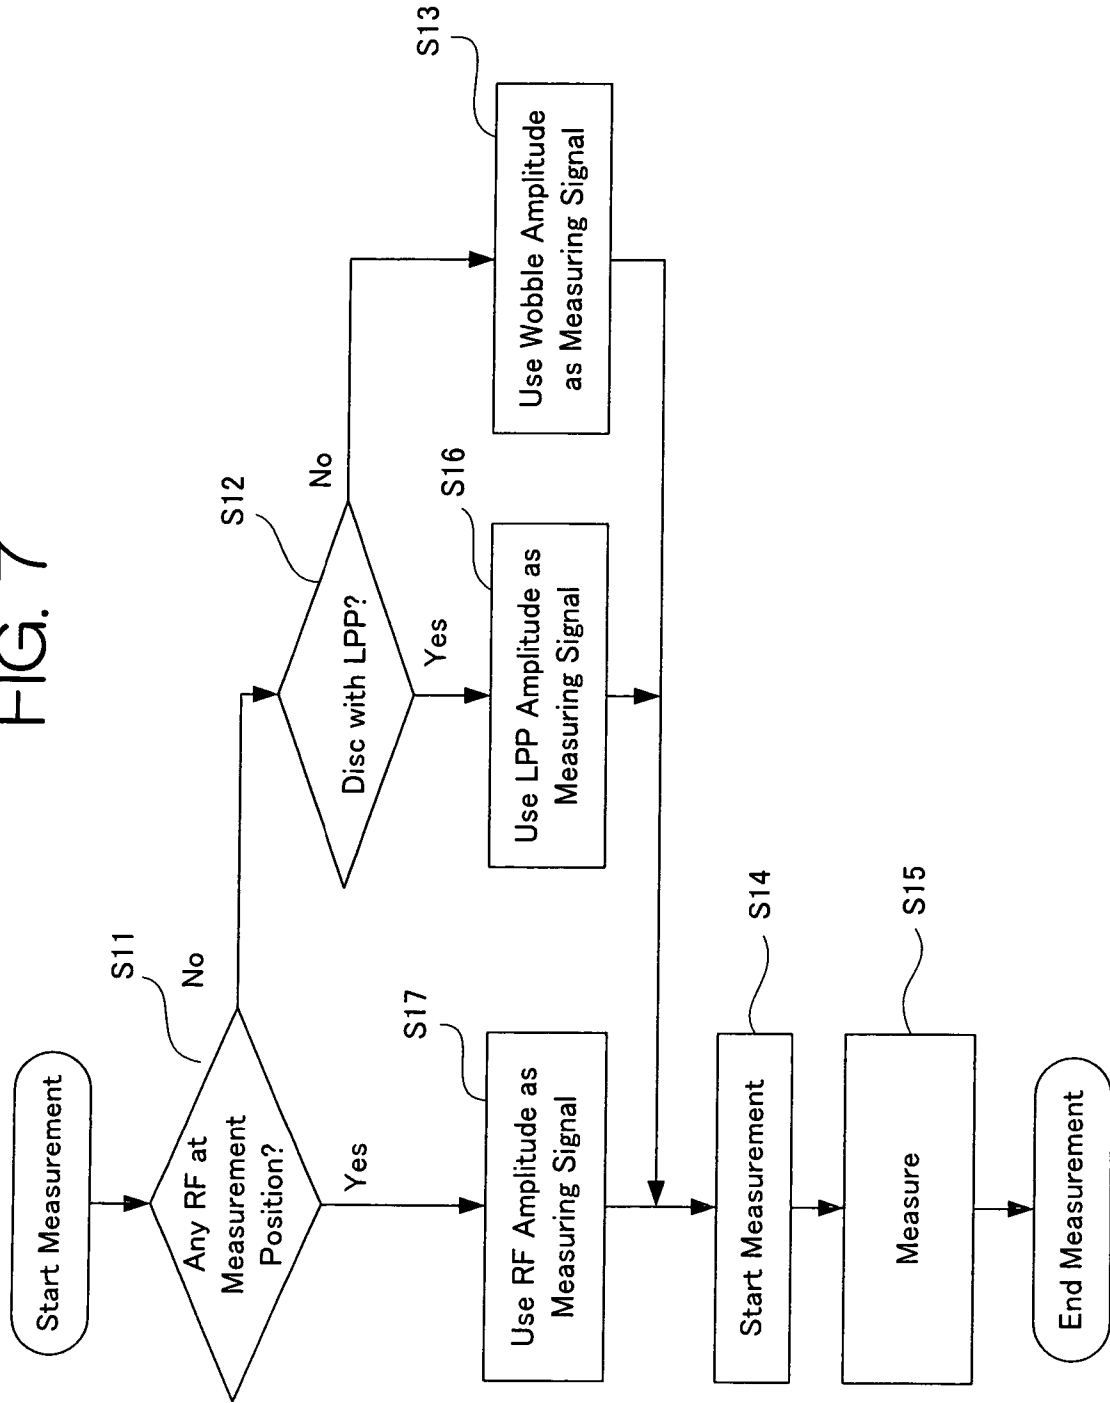 FIG. 7
Start Measurement
S11
Any RF at
Measurement
Position?
No
Yes
S12
Disc with LPP?
No
Yes
S17
Use RF Amplitude as
Measuring Signal
S16
Use LPP Amplitude as
Measuring Signal
S13
Use Wobble Amplitude
as Measuring Signal
S14
Start Measurement
S15
Measure
End Measurement